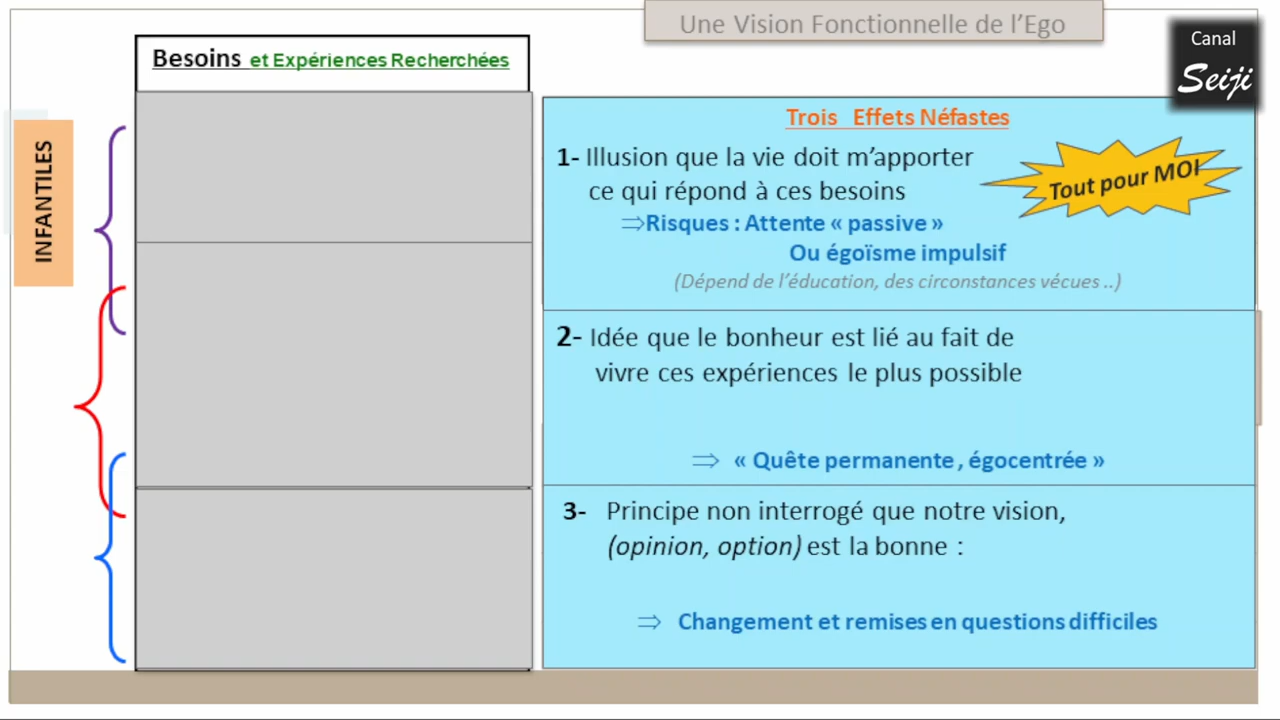 Une Vision Fonctionnelle de l'Ego
Canal
Seiji
Besoins et Expériences Recherchées
INFANTILES
Trois Effets Néfastes
1- Illusion que la vie doit m'apporter
ce qui répond à ces besoins
Tout pour MOI
⇒Risques : Attente « passive »
Ou égoïsme impulsif
(Dépend de l'éducation, des circonstances vécues ..)
2- Idée que le bonheur est lié au fait de
vivre ces expériences le plus possible
⇒ « Quête permanente , égocentrée »
3- Principe non interrogé que notre vision,
(opinion, option) est la bonne :
⇒ Changement et remises en questions difficiles